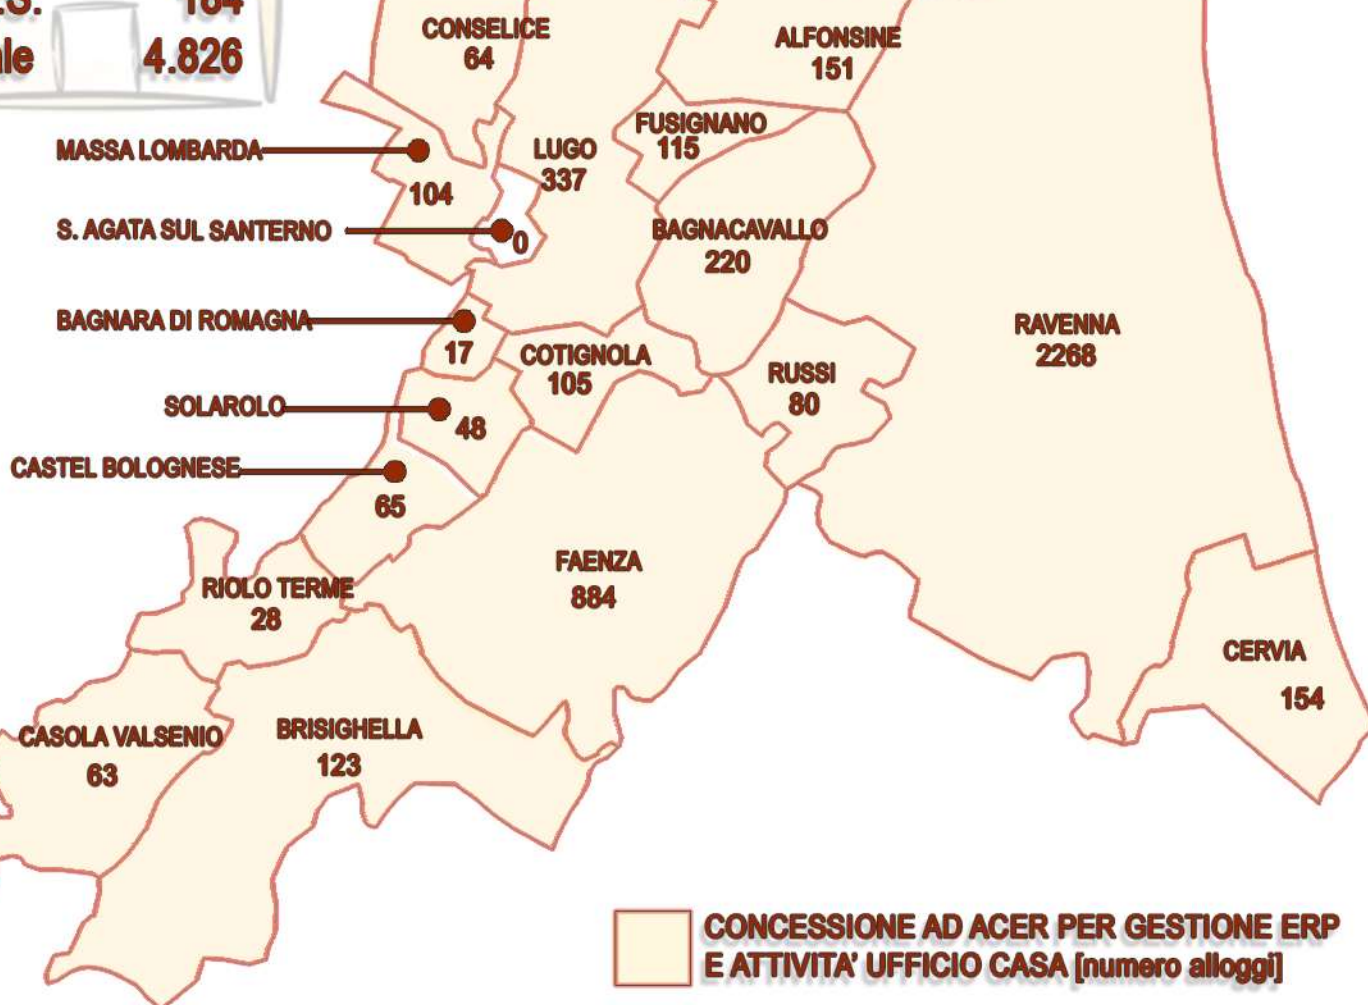 184
4.826
CONSELICE
64
ALFONSINE
151
FUSIGNANO
115
MASSA LOMBARDA
104
LUGO
337
S. AGATA SUL SANTERNO
0
BAGNACAVALLO
220
BAGNARA DI ROMAGNA
17
COTIGNOLA
105
RUSSI
80
RAVENNA
2268
SOLAROLO
48
CASTEL BOLOGNESE
65
FAENZA
884
RIOLO TERME
28
CERVIA
154
CASOLA VALSENIO
63
BRISIGHELLA
123
CONCESSIONE AD ACER PER GESTIONE ERP
E ATTIVITA' UFFICIO CASA [numero alloggi]